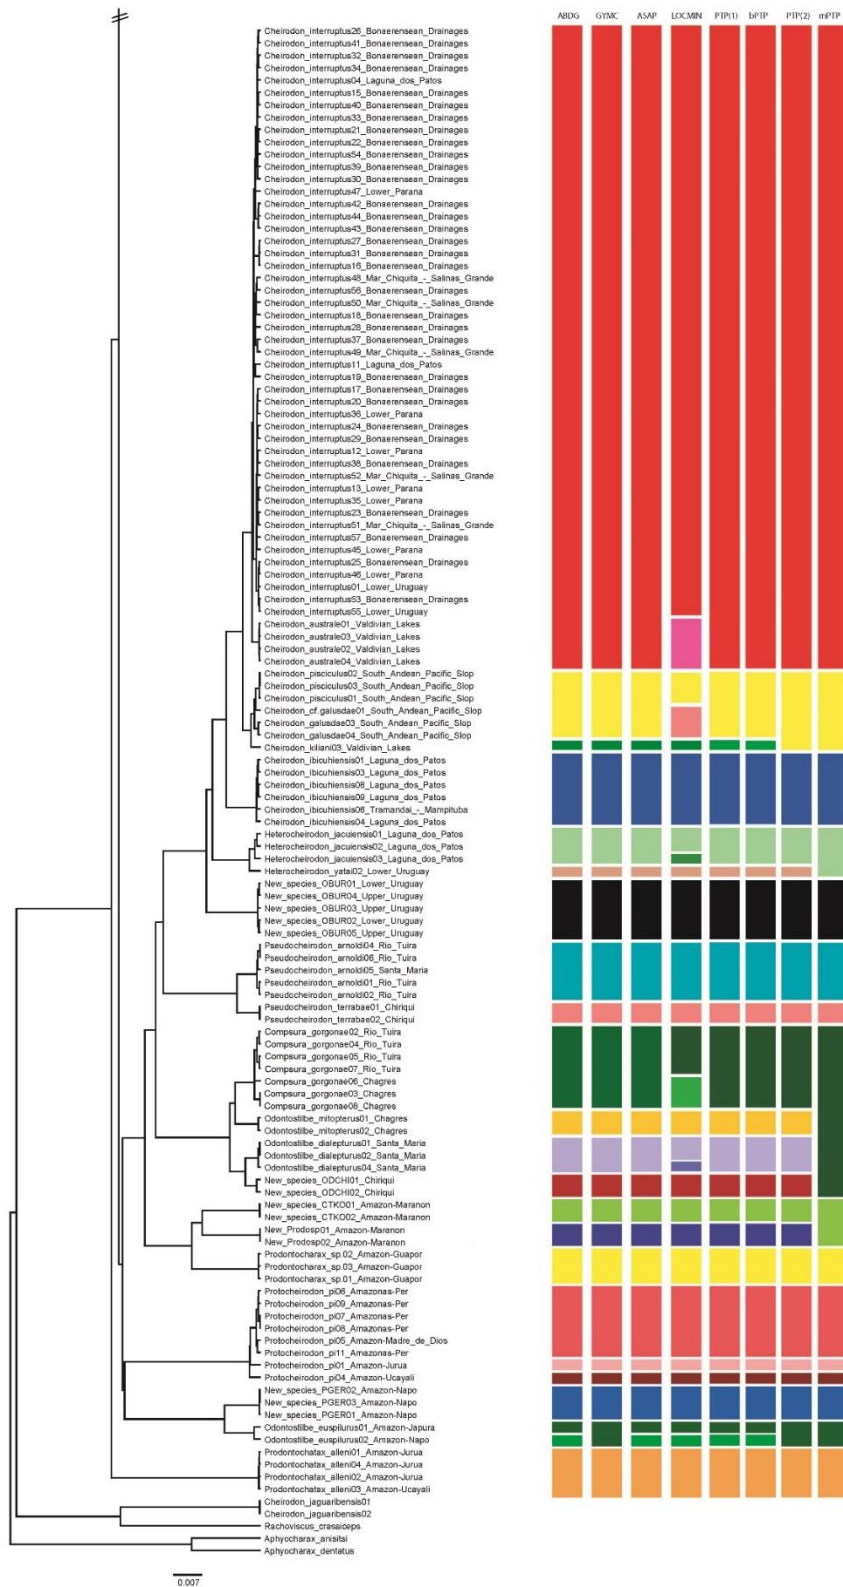 ABDG GYMC ASAP LOCMIN PTP(1) bPTP PTP(2) mPTP
Cheirodon_interruptus26_Bonaerensean_Drainages
Cheirodon_interruptus41_Bonaerensean_Drainages
Cheirodon_interruptus32_Bonaerensean_Drainages
Cheirodon_interruptus34_Bonaerensean_Drainages
Cheirodon_interruptus04_Laguna_dos_Patos
Cheirodon_interruptus15_Bonaerensean_Drainages
Cheirodon_interruptus40_Bonaerensean_Drainages
Cheirodon_interruptus33_Bonaerensean_Drainages
Cheirodon_interruptus21_Bonaerensean_Drainages
Cheirodon_interruptus22_Bonaerensean_Drainages
Cheirodon_interruptus54_Bonaerensean_Drainages
Cheirodon_interruptus39_Bonaerensean_Drainages
Cheirodon_interruptus30_Bonaerensean_Drainages
Cheirodon_interruptus47_Lower_Parana
Cheirodon_interruptus42_Bonaerensean_Drainages
Cheirodon_interruptus44_Bonaerensean_Drainages
Cheirodon_interruptus43_Bonaerensean_Drainages
Cheirodon_interruptus27_Bonaerensean_Drainages
Cheirodon_interruptus31_Bonaerensean_Drainages
Cheirodon_interruptus16_Bonaerensean_Drainages
Cheirodon_interruptus48_Mar_Chiquita_-_Salinas_Grande
Cheirodon_interruptus56_Bonaerensean_Drainages
Cheirodon_interruptus50_Mar_Chiquita_-_Salinas_Grande
Cheirodon_interruptus18_Bonaerensean_Drainages
Cheirodon_interruptus28_Bonaerensean_Drainages
Cheirodon_interruptus37_Bonaerensean_Drainages
Cheirodon_interruptus49_Mar_Chiquita_-_Salinas_Grande
Cheirodon_interruptus11_Laguna_dos_Patos
Cheirodon_interruptus19_Bonaerensean_Drainages
Cheirodon_interruptus17_Bonaerensean_Drainages
Cheirodon_interruptus20_Bonaerensean_Drainages
Cheirodon_interruptus36_Lower_Parana
Cheirodon_interruptus24_Bonaerensean_Drainages
Cheirodon_interruptus29_Bonaerensean_Drainages
Cheirodon_interruptus12_Lower_Parana
Cheirodon_interruptus38_Bonaerensean_Drainages
Cheirodon_interruptus52_Mar_Chiquita_-_Salinas_Grande
Cheirodon_interruptus13_Lower_Parana
Cheirodon_interruptus35_Lower_Parana
Cheirodon_interruptus23_Bonaerensean_Drainages
Cheirodon_interruptus51_Mar_Chiquita_-_Salinas_Grande
Cheirodon_interruptus57_Bonaerensean_Drainages
Cheirodon_interruptus45_Lower_Parana
Cheirodon_interruptus25_Bonaerensean_Drainages
Cheirodon_interruptus46_Lower_Parana
Cheirodon_interruptus01_Lower_Uruguay
Cheirodon_interruptus53_Bonaerensean_Drainages
Cheirodon_interruptus55_Lower_Uruguay
Cheirodon_australe01_Valdivian_Lakes
Cheirodon_australe03_Valdivian_Lakes
Cheirodon_australe02_Valdivian_Lakes
Cheirodon_australe04_Valdivian_Lakes
Cheirodon_pisciculus02_South_Andean_Pacific_Slop
Cheirodon_pisciculus03_South_Andean_Pacific_Slop
Cheirodon_pisciculus01_South_Andean_Pacific_Slop
Cheirodon_cf.galusdae01_South_Andean_Pacific_Slop
Cheirodon_galusdae03_South_Andean_Pacific_Slop
Cheirodon_galusdae04_South_Andean_Pacific_Slop
Cheirodon_kiliani03_Valdivian_Lakes
Cheirodon_ibicuhiensis01_Laguna_dos_Patos
Cheirodon_ibicuhiensis03_Laguna_dos_Patos
Cheirodon_ibicuhiensis08_Laguna_dos_Patos
Cheirodon_ibicuhiensis09_Laguna_dos_Patos
Cheirodon_ibicuhiensis06_Tramandai_-_Mampituba
Cheirodon_ibicuhiensis04_Laguna_dos_Patos
Heterocheirodon_jacuiensis01_Laguna_dos_Patos
Heterocheirodon_jacuiensis02_Laguna_dos_Patos
Heterocheirodon_jacuiensis03_Laguna_dos_Patos
Heterocheirodon_yatai02_Lower_Uruguay
New_species_OBUR01_Lower_Uruguay
New_species_OBUR04_Upper_Uruguay
New_species_OBUR03_Upper_Uruguay
New_species_OBUR02_Lower_Uruguay
New_species_OBUR05_Upper_Uruguay
Pseudocheirodon_arnoldi04_Rio_Tuira
Pseudocheirodon_arnoldi06_Rio_Tuira
Pseudocheirodon_arnoldi05_Santa_Maria
Pseudocheirodon_arnoldi01_Rio_Tuira
Pseudocheirodon_arnoldi02_Rio_Tuira
Pseudocheirodon_terrabae01_Chiriqui
Pseudocheirodon_terrabae02_Chiriqui
Compsura_gorgonae02_Rio_Tuira
Compsura_gorgonae04_Rio_Tuira
Compsura_gorgonae05_Rio_Tuira
Compsura_gorgonae07_Rio_Tuira
Compsura_gorgonae06_Chagres
Compsura_gorgonae03_Chagres
Compsura_gorgonae08_Chagres
Odontostilbe_mitopterus01_Chagres
Odontostilbe_mitopterus02_Chagres
Odontostilbe_dialepturus01_Santa_Maria
Odontostilbe_dialepturus02_Santa_Maria
Odontostilbe_dialepturus04_Santa_Maria
New_species_ODCHI01_Chiriqui
New_species_ODCHI02_Chiriqui
New_species_CTKO01_Amazon-Maranon
New_species_CTKO02_Amazon-Maranon
New_Prodosp01_Amazon-Maranon
New_Prodosp02_Amazon-Maranon
Prodontocharax_sp.02_Amazon-Guapor
Prodontocharax_sp.03_Amazon-Guapor
Prodontocharax_sp.01_Amazon-Guapor
Protocheirodon_pi06_Amazonas-Per
Protocheirodon_pi09_Amazonas-Per
Protocheirodon_pi07_Amazonas-Per
Protocheirodon_pi08_Amazonas-Per
Protocheirodon_pi05_Amazon-Madre_de_Dios
Protocheirodon_pi11_Amazonas-Per
Protocheirodon_pi01_Amazon-Jurua
Protocheirodon_pi04_Amazon-Ucayali
New_species_PGER02_Amazon-Napo
New_species_PGER03_Amazon-Napo
New_species_PGER01_Amazon-Napo
Odontostilbe_euspilurus01_Amazon-Japura
Odontostilbe_euspilurus02_Amazon-Napo
Prodontochatax_alleni01_Amazon-Jurua
Prodontochatax_alleni04_Amazon-Jurua
Prodontochatax_alleni02_Amazon-Jurua
Prodontochatax_alleni03_Amazon-Ucayali
Cheirodon_jaguaribensis01
Cheirodon_jaguaribensis02
Rachoviscus_crassiceps
Aphyocharax_anisitsi
Aphyocharax_dentatus
0.007